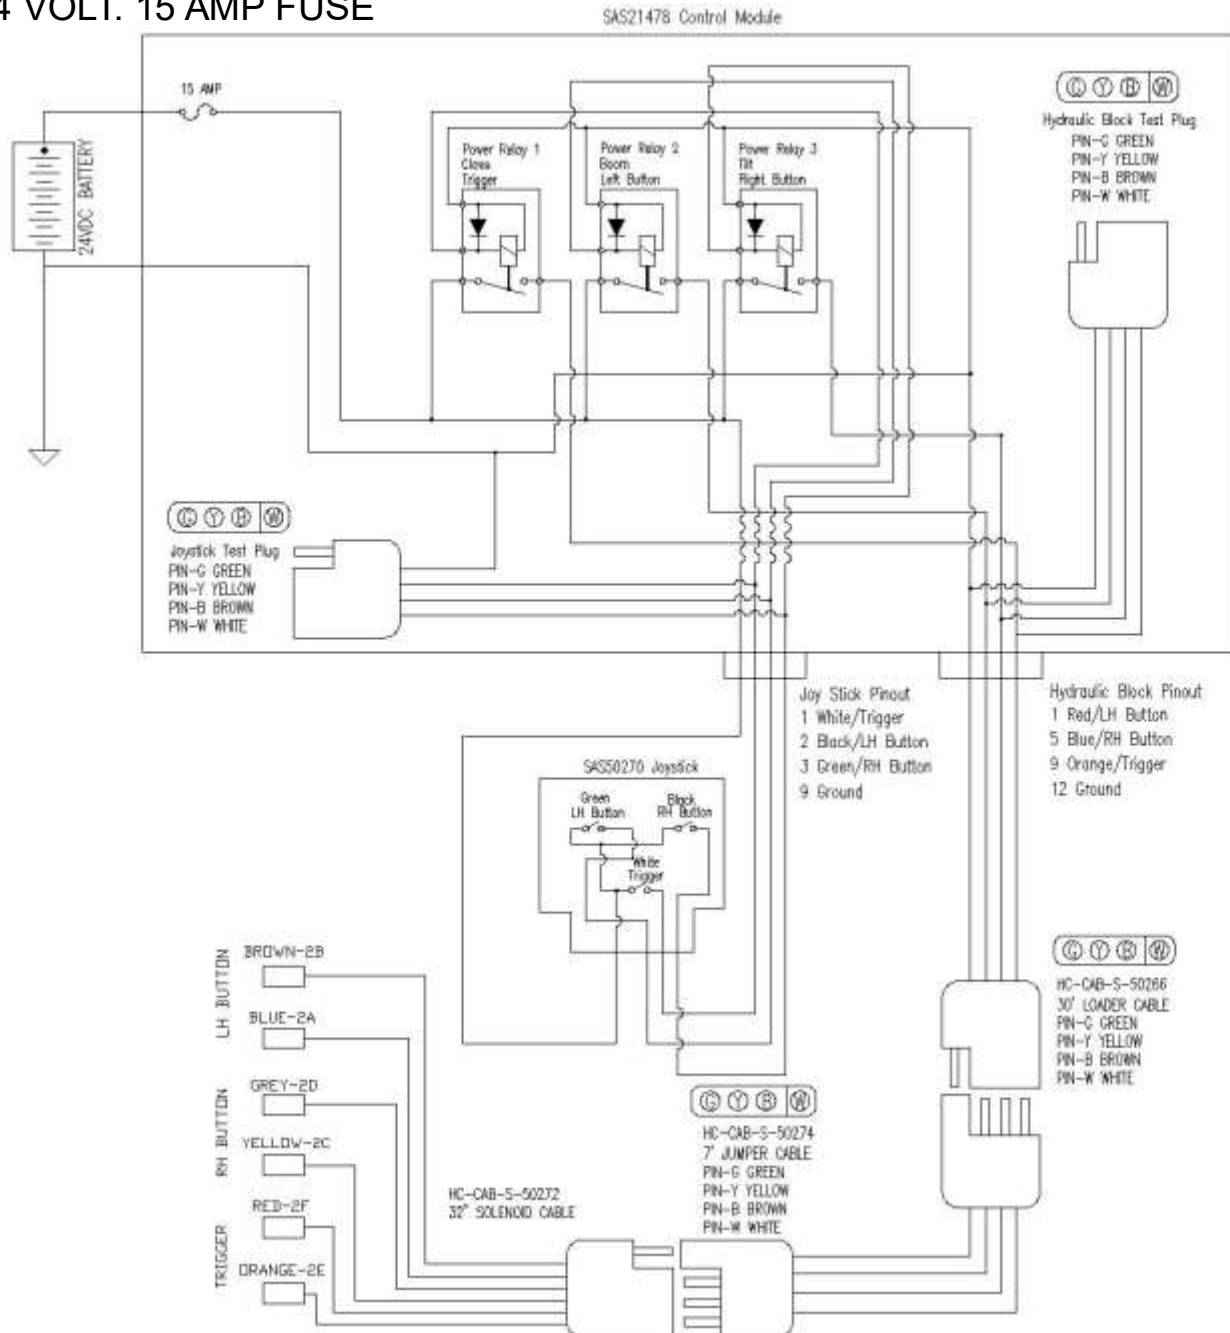 4 VOLT. 15 AMP FUSE
SAS21478 Control Module
15 AMP
24VDC BATTERY
Power Relay 1
Close
Trigger
Power Relay 2
Boom
Left Button
Power Relay 3
Tilt
Right Button
G Y B W
Hydraulic Block Test Plug
PIN-G GREEN
PIN-Y YELLOW
PIN-B BROWN
PIN-W WHITE
G Y B W
Joystick Test Plug
PIN-G GREEN
PIN-Y YELLOW
PIN-B BROWN
PIN-W WHITE
Joy Stick Pinout
1 White/Trigger
2 Black/LH Button
3 Green/RH Button
9 Ground
Hydraulic Block Pinout
1 Red/LH Button
5 Blue/RH Button
9 Orange/Trigger
12 Ground
SAS50270 Joystick
Green
LH Button
Black
RH Button
White
Trigger
LH BUTTON
BROWN-2B
BLUE-2A
RH BUTTON
GREY-2D
YELLOW-2C
TRIGGER
RED-2F
ORANGE-2E
HC-CAB-S-50272
32" SOLENOID CABLE
G Y B W
HC-CAB-S-50274
7' JUMPER CABLE
PIN-G GREEN
PIN-Y YELLOW
PIN-B BROWN
PIN-W WHITE
G Y B W
HC-CAB-S-50266
30' LOADER CABLE
PIN-G GREEN
PIN-Y YELLOW
PIN-B BROWN
PIN-W WHITE